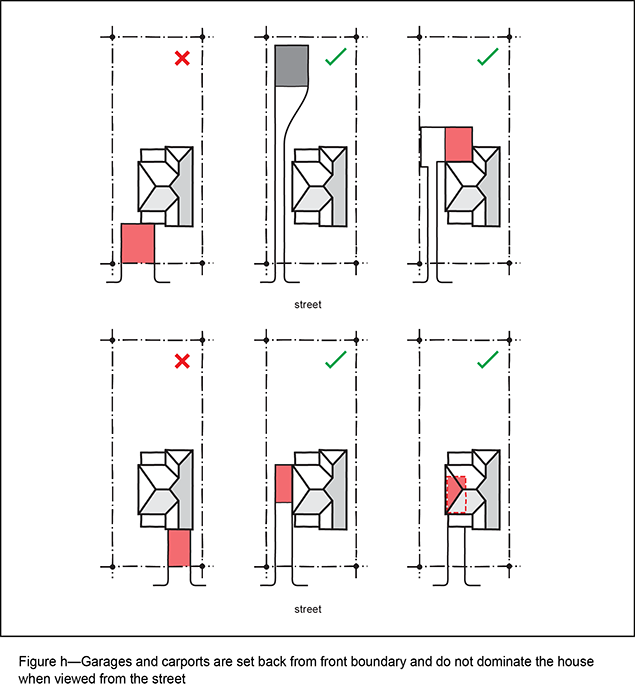 street
street
Figure h—Garages and carports are set back from front boundary and do not dominate the house
when viewed from the street